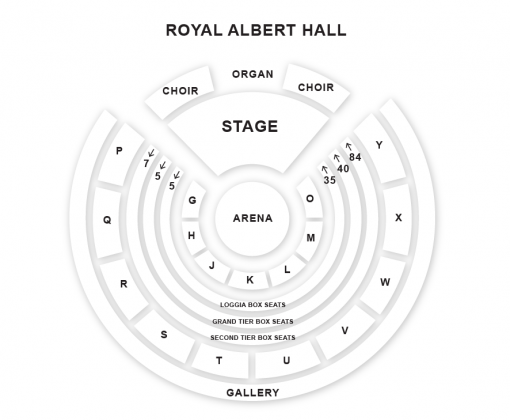 ROYAL ALBERT HALL
ORGAN
CHOIR
CHOIR
STAGE
P
7
5
5
84
40
35
Y
G
O
Q
ARENA
X
H
M
J
K
L
R
W
LOGGIA BOX SEATS
GRAND TIER BOX SEATS
SECOND TIER BOX SEATS
S
T
U
V
GALLERY